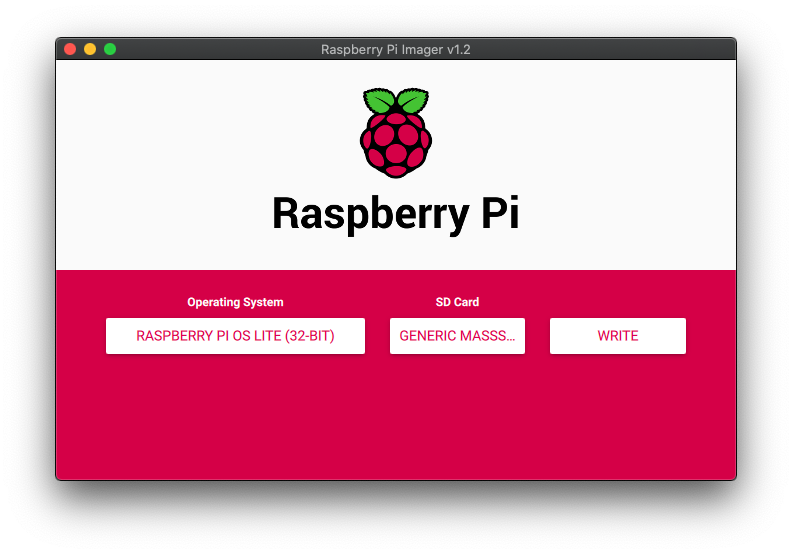 Raspberry Pi Imager v1.2
Raspberry Pi
Operating System
SD Card
RASPBERRY PI OS LITE (32-BIT)
GENERIC MASSS...
WRITE